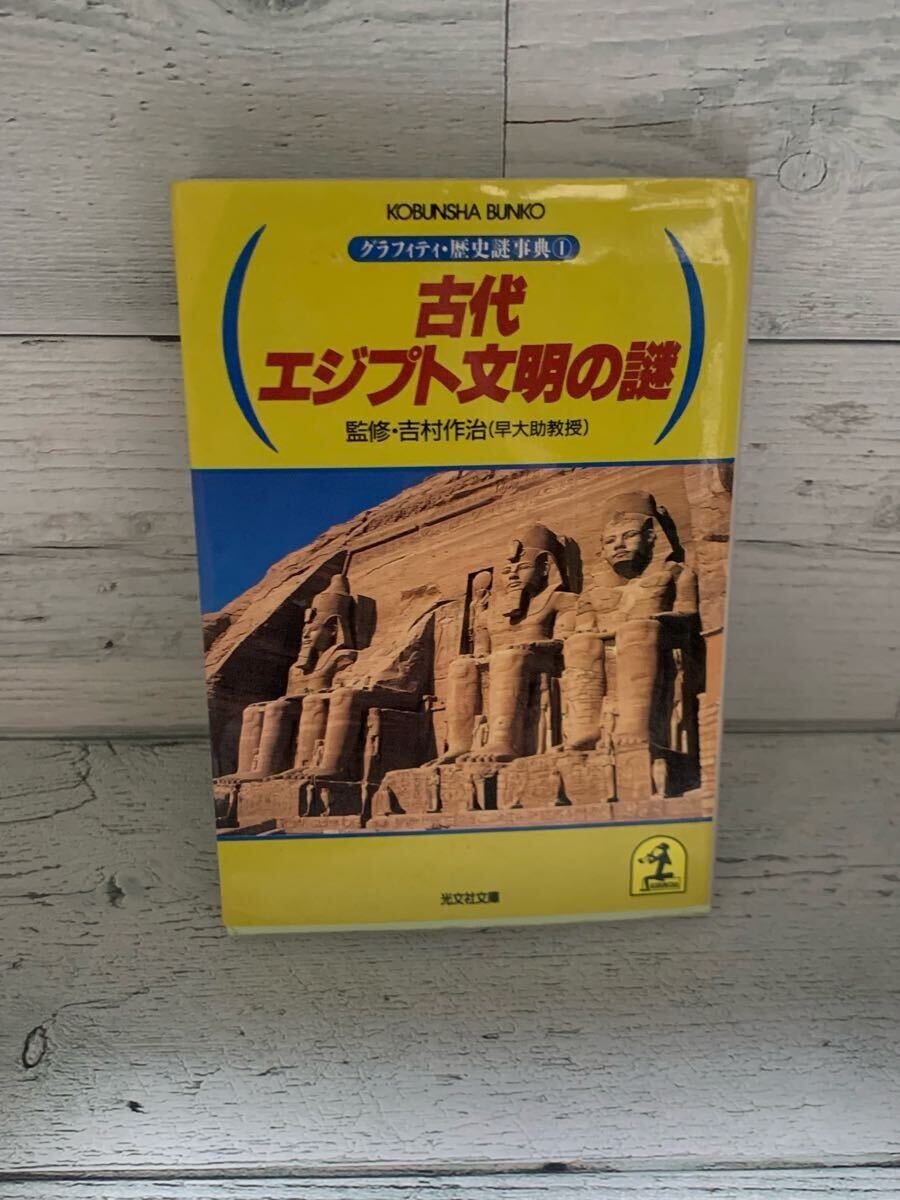 KOBUNSHA BUNKO
グラフィティ・歴史謎事典①
古代
エジプト文明の謎
監修・吉村作治(早大助教授)
光文社文庫